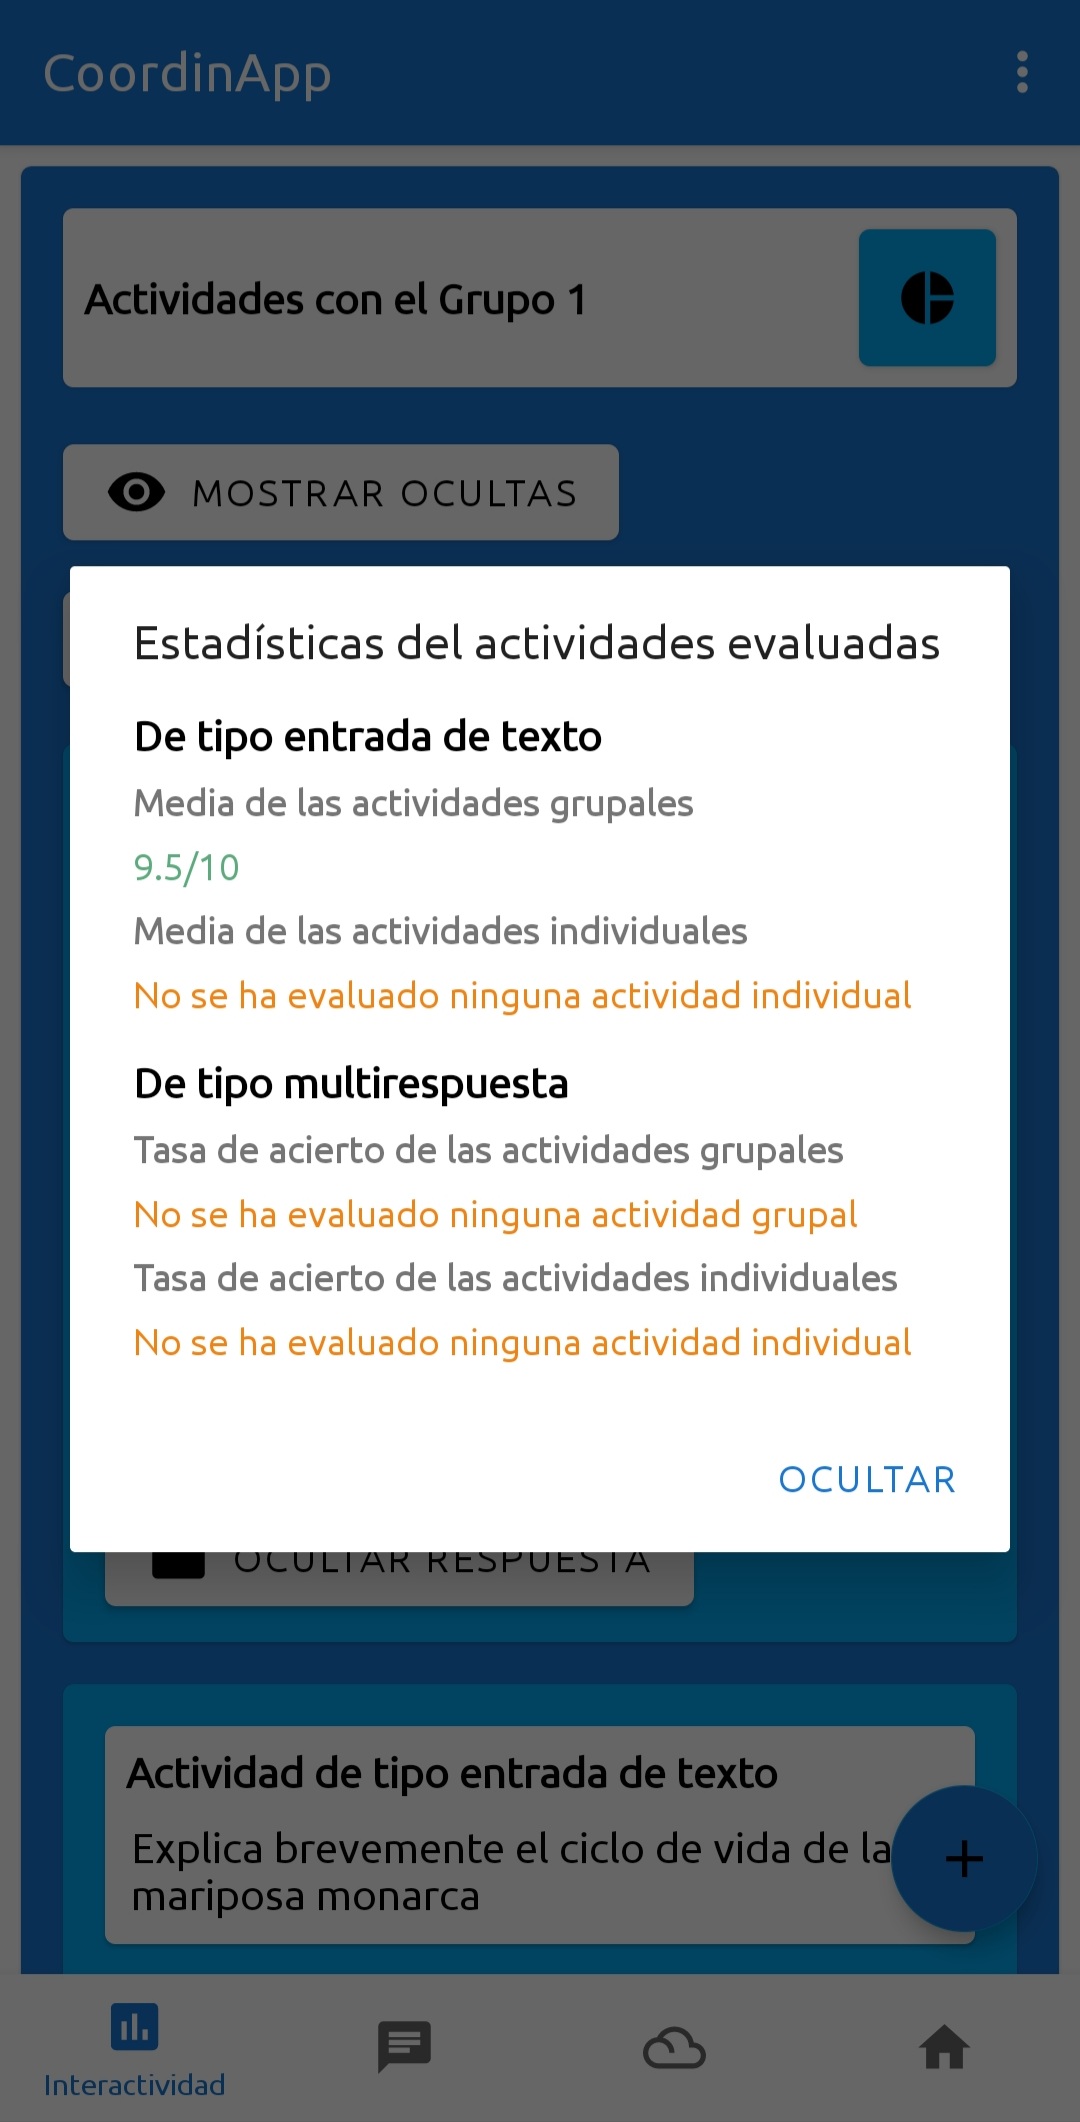 CoordinApp
Actividades con el Grupo 1
MOSTRAR OCULTAS
Estadísticas del actividades evaluadas
De tipo entrada de texto
Media de las actividades grupales
9.5/10
Media de las actividades individuales
No se ha evaluado ninguna actividad individual
De tipo multirespuesta
Tasa de acierto de las actividades grupales
No se ha evaluado ninguna actividad grupal
Tasa de acierto de las actividades individuales
No se ha evaluado ninguna actividad individual
OCULTAR
OCULTAR RESPUESTA
Actividad de tipo entrada de texto
Explica brevemente el ciclo de vida de la
mariposa monarca
Interactividad